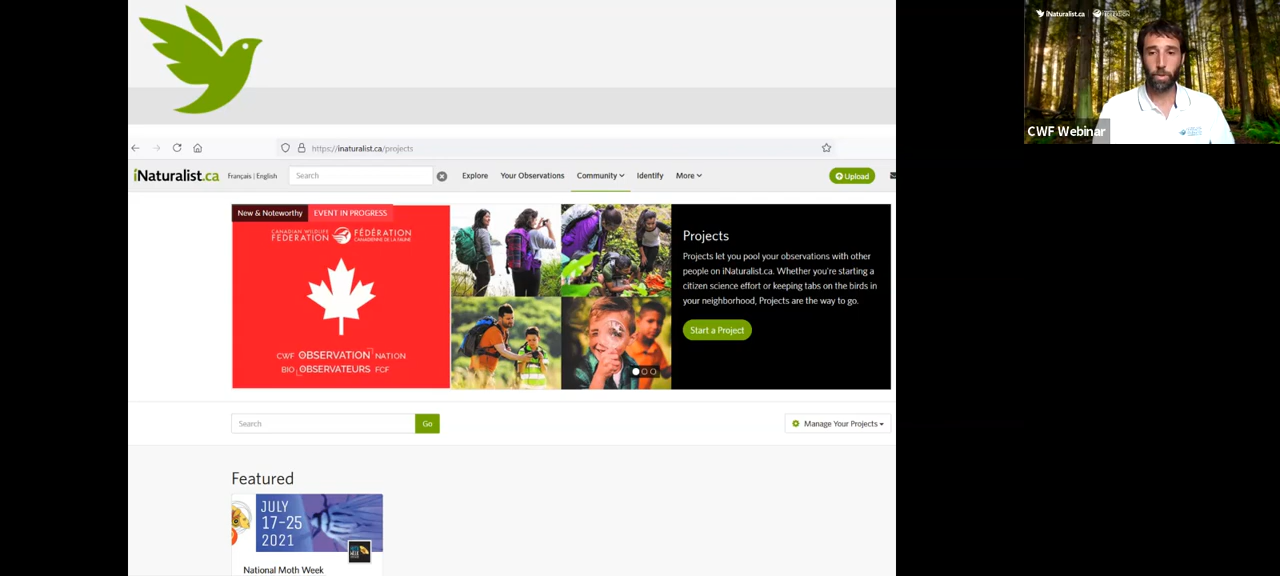 https://inaturalist.ca/projects
iNaturalist.ca
Français | English
Search
Explore
Your Observations
Community
Identify
More
Upload
New & Noteworthy
EVENT IN PROGRESS
CANADIAN WILDLIFE
FEDERATION
FÉDÉRATION
CANADIENNE DE LA FAUNE
CWF OBSERVATION NATION
BIO OBSERVATEURS FCF
Projects
Projects let you pool your observations with other
people on iNaturalist.ca. Whether you're starting a
citizen science effort or keeping tabs on the birds in
your neighborhood, Projects are the way to go.
Start a Project
Search
Go
Manage Your Projects
Featured
JULY
17-25
2021
National Moth Week
iNaturalist.ca
CWF Webinar